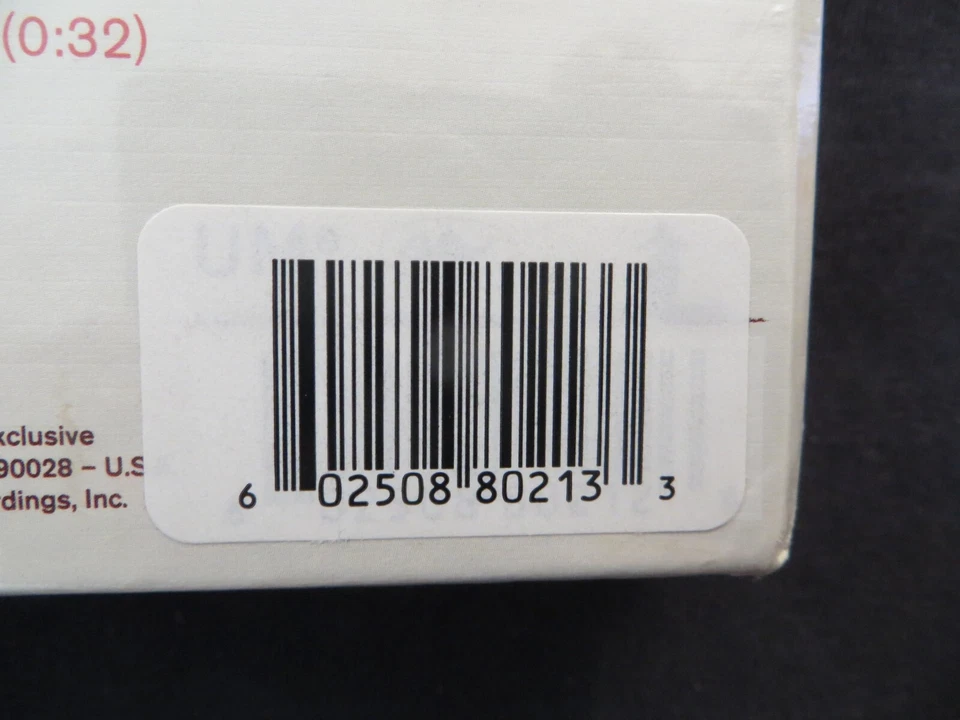 (0:32)
xclusive
90028 – U.S
rdings, Inc.
6 02508 80213 3